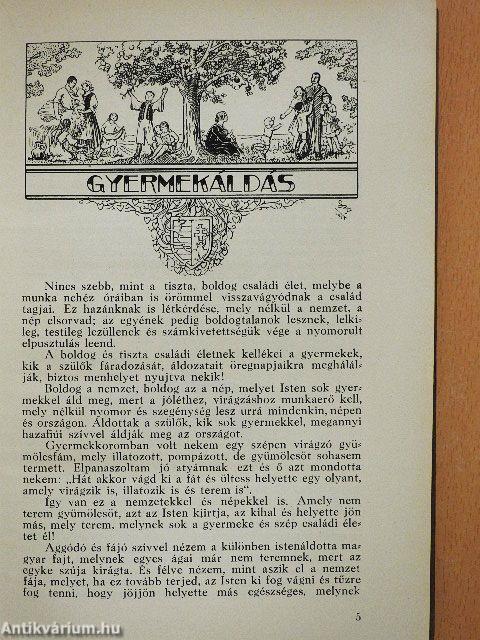 GYERMEKÁLDÁS
Nincs szebb, mint a tiszta, boldog családi élet, melybe a
munka nehéz óráiban is örömmel visszavágyódnak a család
tagjai. Ez hazánknak is létkérdése, mely nélkül a nemzet, a
nép elsorvad; az egyének pedig boldogtalanok lesznek, lelki-
leg, testileg lezüllenek és számkivetettségük vége a nyomorult
elpusztulás leend.
A boldog és tiszta családi életnek kellékei a gyermekek,
kik a szülők fáradozását, áldozatait öregnapjaikra meghálál-
ják, biztos menhelyet nyujtva nekik!
Boldog a nemzet, boldog az a nép, melyet Isten sok gyer-
mekkel áld meg, mert a jóléthez, virágzáshoz munkaerő kell,
mely nélkül nyomor és szegénység lesz urrá mindenkin, népen
és országon. Áldottak a szülők, kik sok gyermekkel, megannyi
hazafiúi szívvel áldják meg az országot.
Gyermekkoromban volt nekem egy szépen virágzó gyü-
mölcsfám, mely illatozott, pompázott, de gyümölcsöt sohasem
termett. Elpanaszoltam jó atyámnak ezt és ő azt mondotta
nekem: „Hát akkor vágd ki a fát és ültess helyette egy olyant,
amely virágzik is, illatozik is és terem is".
Így van ez a nemzetekkel és népekkel is. Amely nem
terem gyümölcsöt, azt az Isten kiirtja, az kihal és helyette jön
más, mely terem, melynek sok a gyermeke és szép családi éle-
tet él!
Aggódó és fájó szivvel nézem a különben istenáldotta ma-
gyar fajt, melynek egyes ágai már nem teremnek, mert az
egyke szúja kirágta. És félve nézem, mint aszik el a nemzet
fája, melyet, ha ez tovább terjed, az Isten ki fog vágni és tűzre
fog tenni, hogy jöjjön helyette más egészséges, melynek
5
Antikvárium.hu